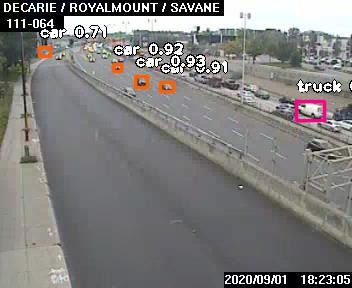 DECARIE / ROYALMOUNT / SAVANE
111-064
car 0.71
car 0.92
car 0.93
car 0.91
truck
2020/09/01 18:23:05